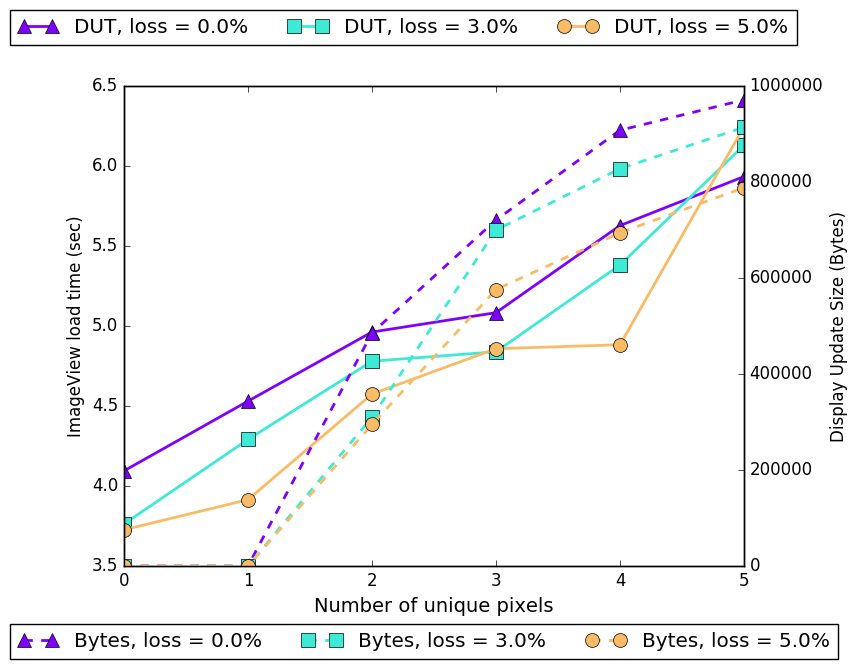 DUT, loss = 0.0% DUT, loss = 3.0% DUT, loss = 5.0%
ImageView load time (sec)
6.5
6.0
5.5
5.0
4.5
4.0
3.5
1000000
800000
600000
400000
200000
0
Display Update Size (Bytes)
0 1 2 3 4 5
Number of unique pixels
Bytes, loss = 0.0% Bytes, loss = 3.0% Bytes, loss = 5.0%